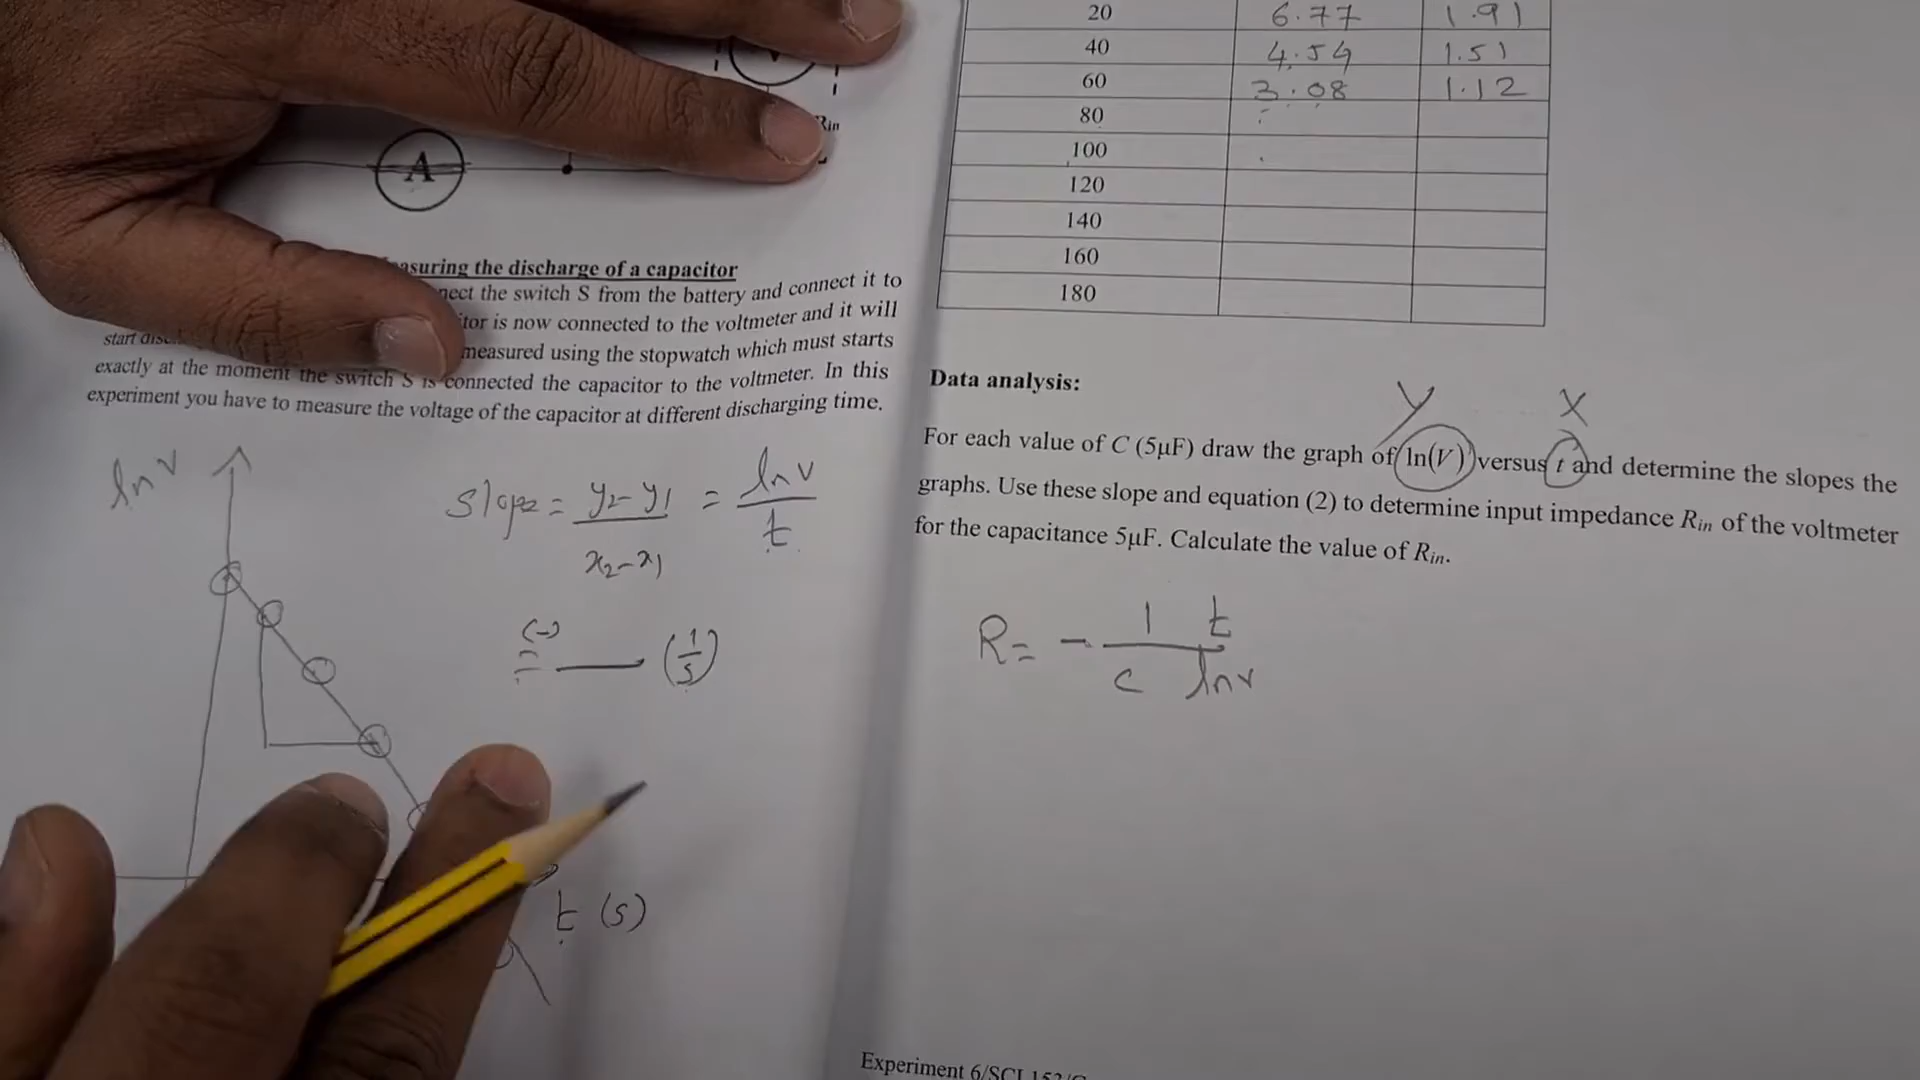 A
Rin
asuring the discharge of a capacitor
nect the switch S from the battery and connect it to
itor is now connected to the voltmeter and it will
start measured using the stopwatch which must starts
exactly at the moment the switch S is connected the capacitor to the voltmeter. In this
experiment you have to measure the voltage of the capacitor at different discharging time.
ln V
slope = y2-y1 / x2-x1 = lnv / t
(-)
= ___ (1/s)
t (s)
20 6.77 1.91
40 4.54 1.51
60 3.08 1.12
80
100
120
140
160
180
Data analysis:
y x
For each value of C (5µF) draw the graph of ln(V) versus t and determine the slopes the
graphs. Use these slope and equation (2) to determine input impedance Rin of the voltmeter
for the capacitance 5µF. Calculate the value of Rin.
R = - 1/c t/lnv
Experiment 6/SCI 152/